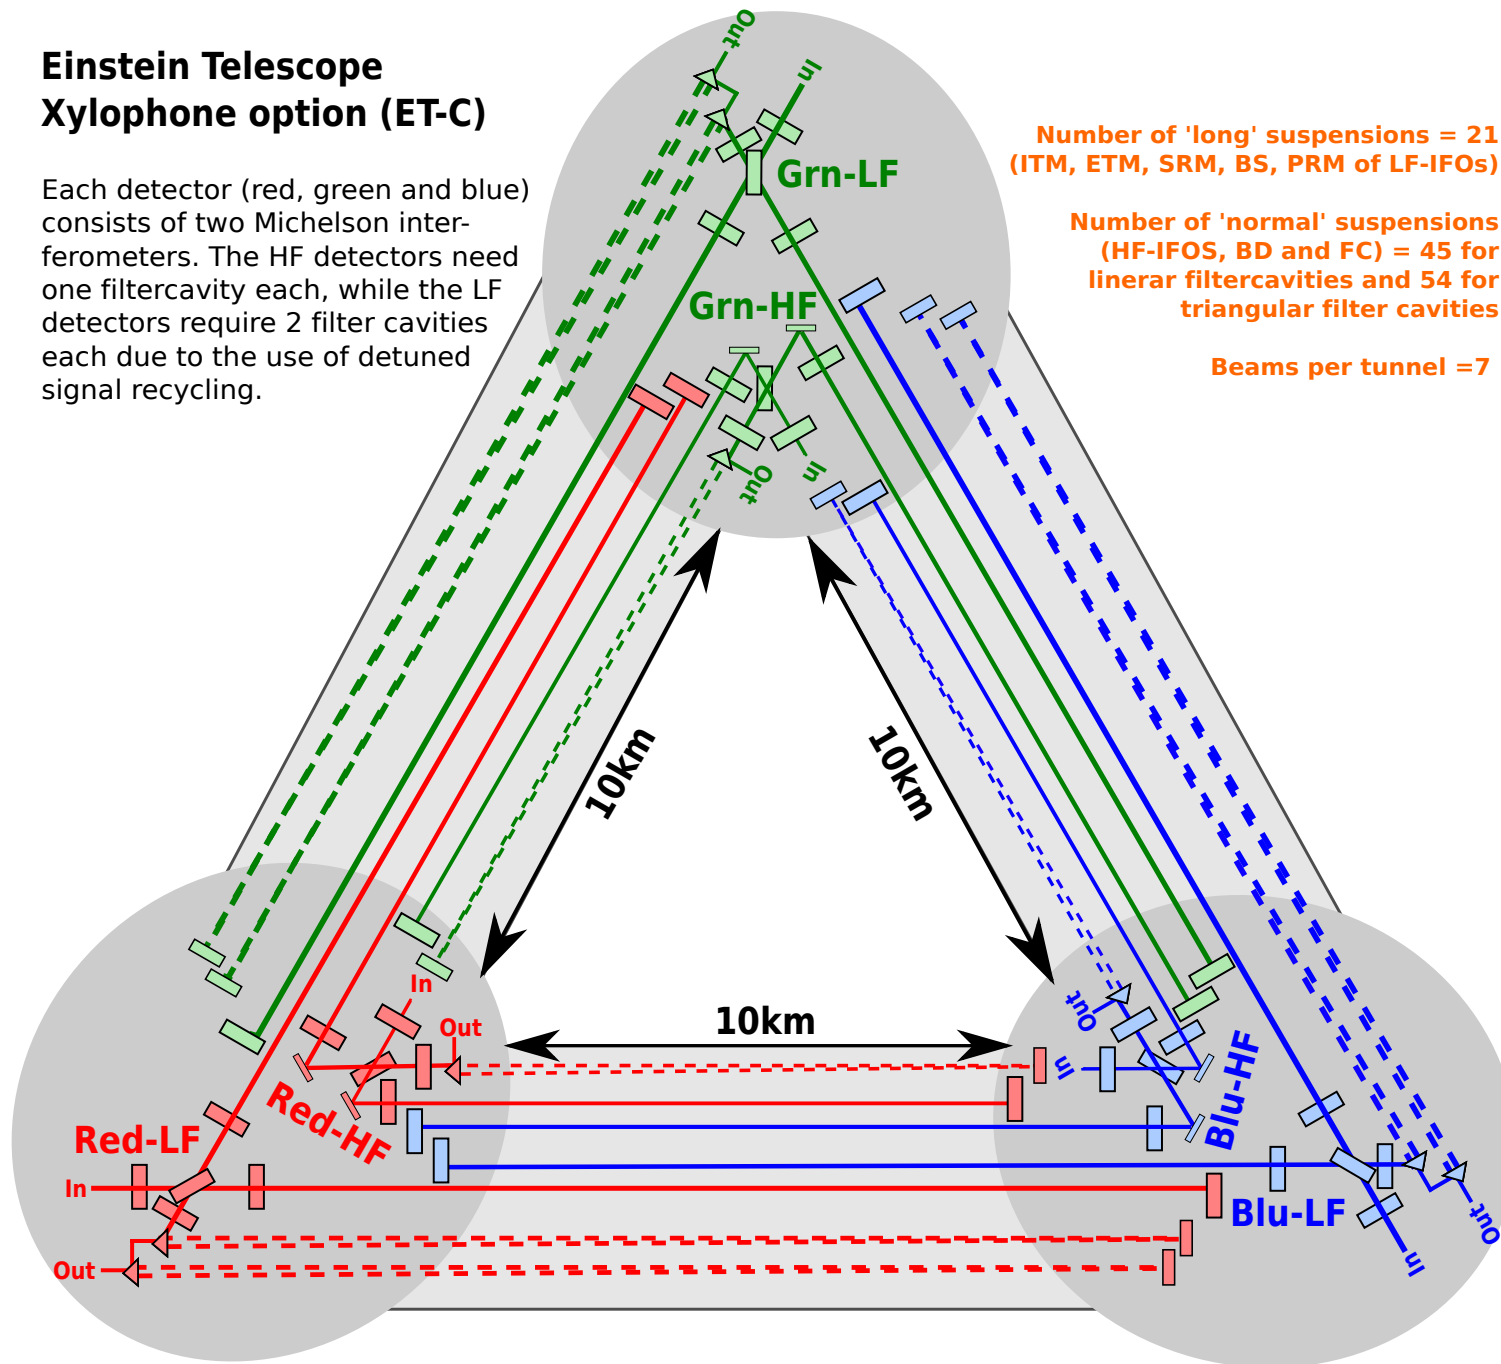 Einstein Telescope
Xylophone option (ET-C)
Each detector (red, green and blue)
consists of two Michelson inter-
ferometers. The HF detectors need
one filtercavity each, while the LF
detectors require 2 filter cavities
each due to the use of detuned
signal recycling.
Number of 'long' suspensions = 21
(ITM, ETM, SRM, BS, PRM of LF-IFOs)
Number of 'normal' suspensions
(HF-IFOS, BD and FC) = 45 for
linerar filtercavities and 54 for
triangular filter cavities
Beams per tunnel =7
Out
In
Grn-LF
Grn-HF
Out
In
10km
10km
10km
In
Out
Red-HF
Red-LF
In
Out
Out
In
Blu-HF
Blu-LF
Out
In